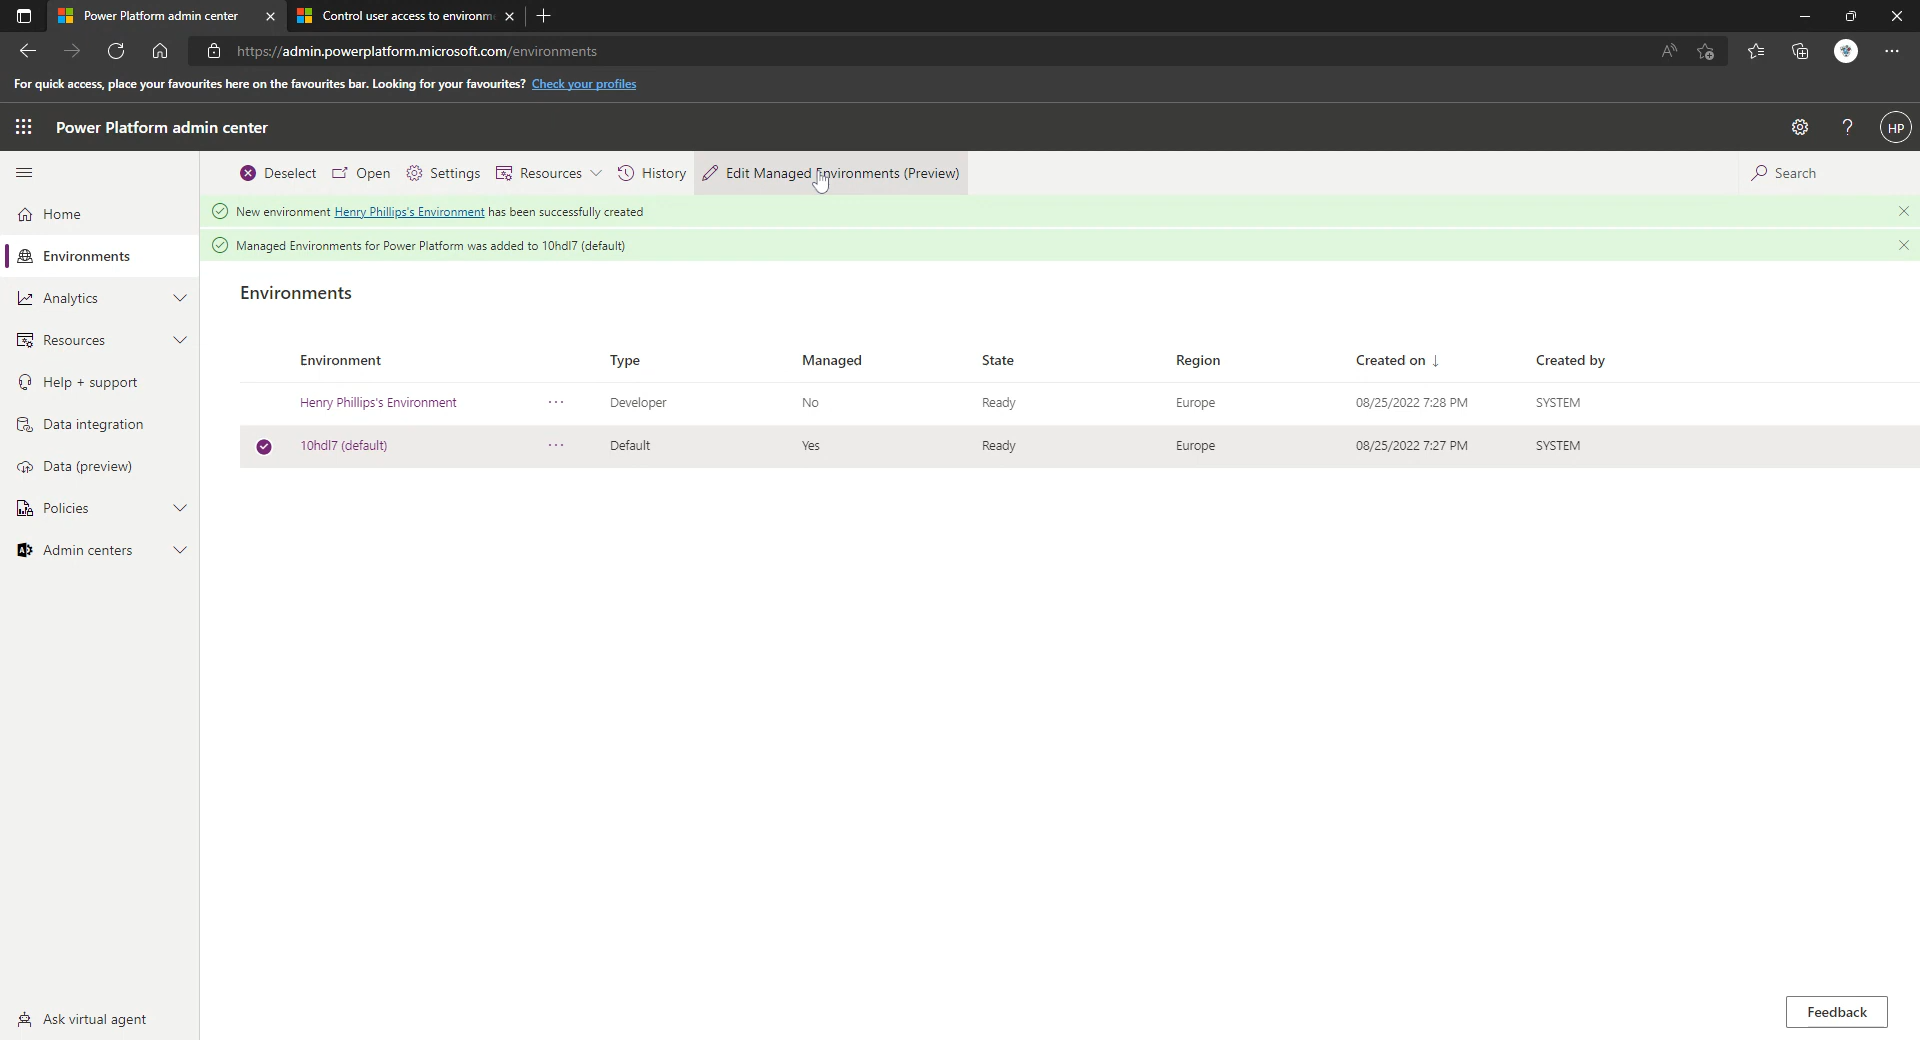 Power Platform admin center
Control user access to environm
https://admin.powerplatform.microsoft.com/environments
For quick access, place your favourites here on the favourites bar. Looking for your favourites? Check your profiles
Power Platform admin center
HP
Deselect Open Settings Resources History Edit Managed Environments (Preview) Search
New environment Henry Phillips's Environment has been successfully created
Managed Environments for Power Platform was added to 10hdl7 (default)
Home
Environments
Analytics
Resources
Help + support
Data integration
Data (preview)
Policies
Admin centers
Ask virtual agent
Environments
Environment Type Managed State Region Created on ↓ Created by
Henry Phillips's Environment ... Developer No Ready Europe 08/25/2022 7:28 PM SYSTEM
10hdl7 (default) ... Default Yes Ready Europe 08/25/2022 7:27 PM SYSTEM
Feedback